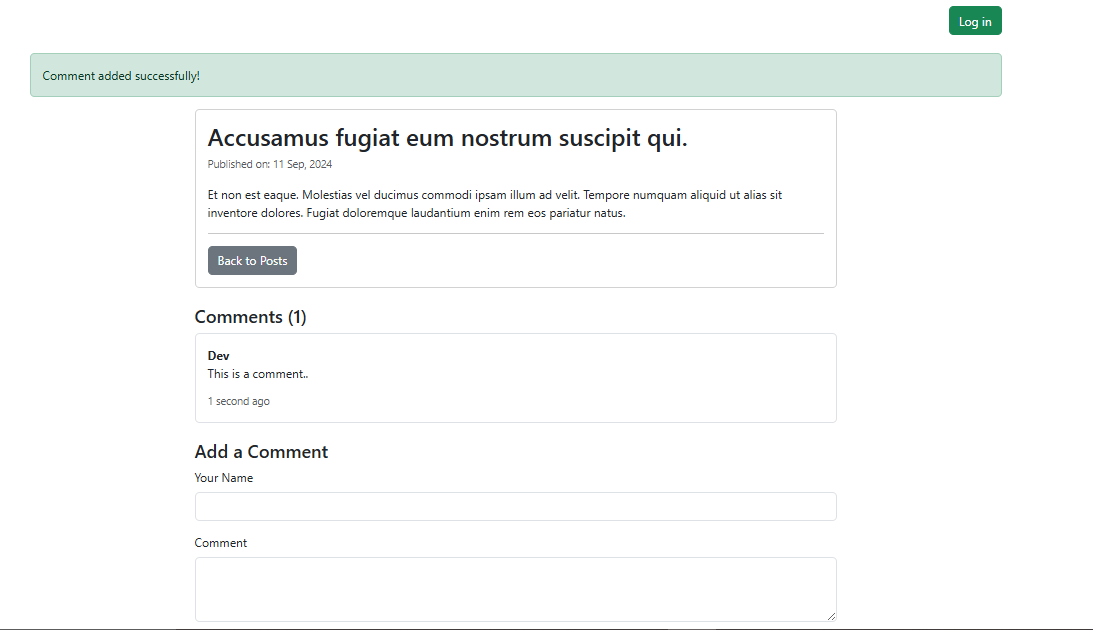 Log in
Comment added successfully!
Accusamus fugiat eum nostrum suscipit qui.
Published on: 11 Sep, 2024
Et non est eaque. Molestias vel ducimus commodi ipsam illum ad velit. Tempore numquam aliquid ut alias sit
inventore dolores. Fugiat doloremque laudantium enim rem eos pariatur natus.
Back to Posts
Comments (1)
Dev
This is a comment..
1 second ago
Add a Comment
Your Name
Comment